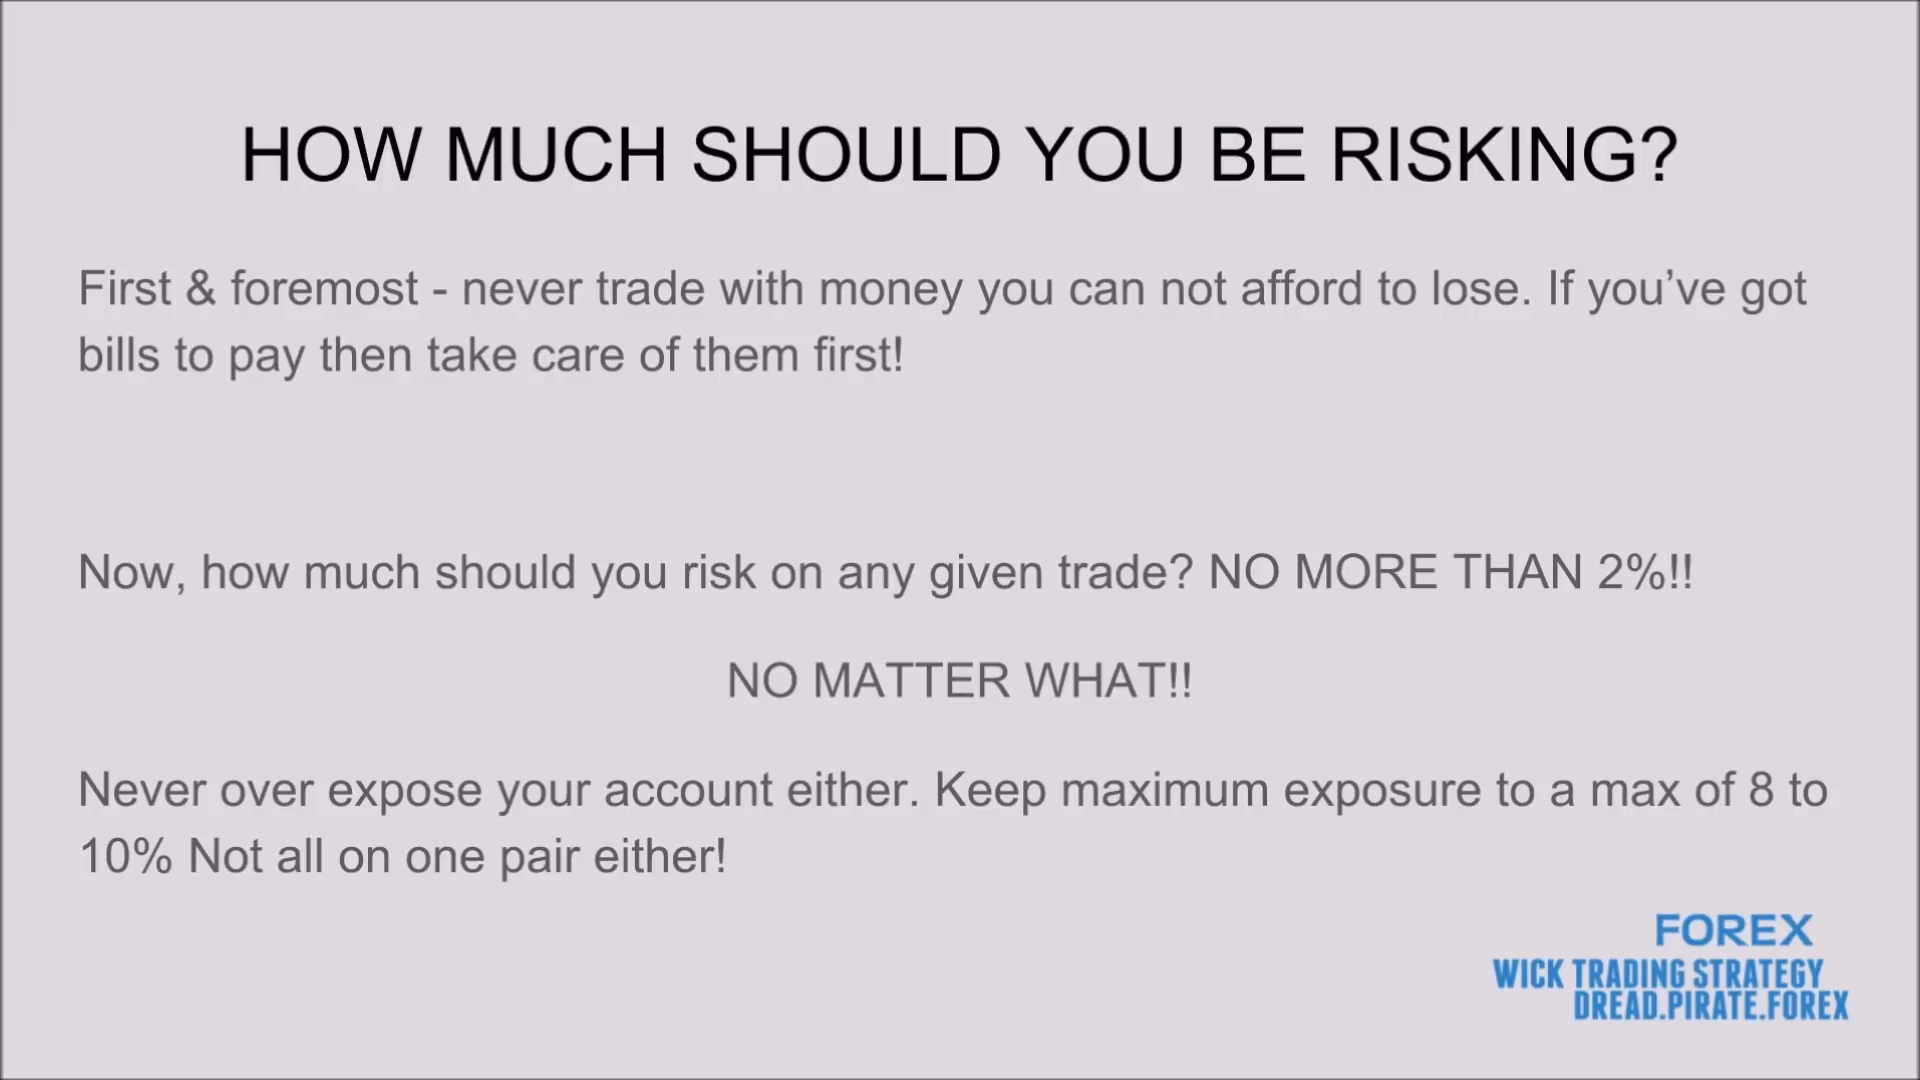 HOW MUCH SHOULD YOU BE RISKING?
First & foremost - never trade with money you can not afford to lose. If you’ve got
bills to pay then take care of them first!
Now, how much should you risk on any given trade? NO MORE THAN 2%!!
NO MATTER WHAT!!
Never over expose your account either. Keep maximum exposure to a max of 8 to
10% Not all on one pair either!
FOREX
WICK TRADING STRATEGY
DREAD.PIRATE.FOREX